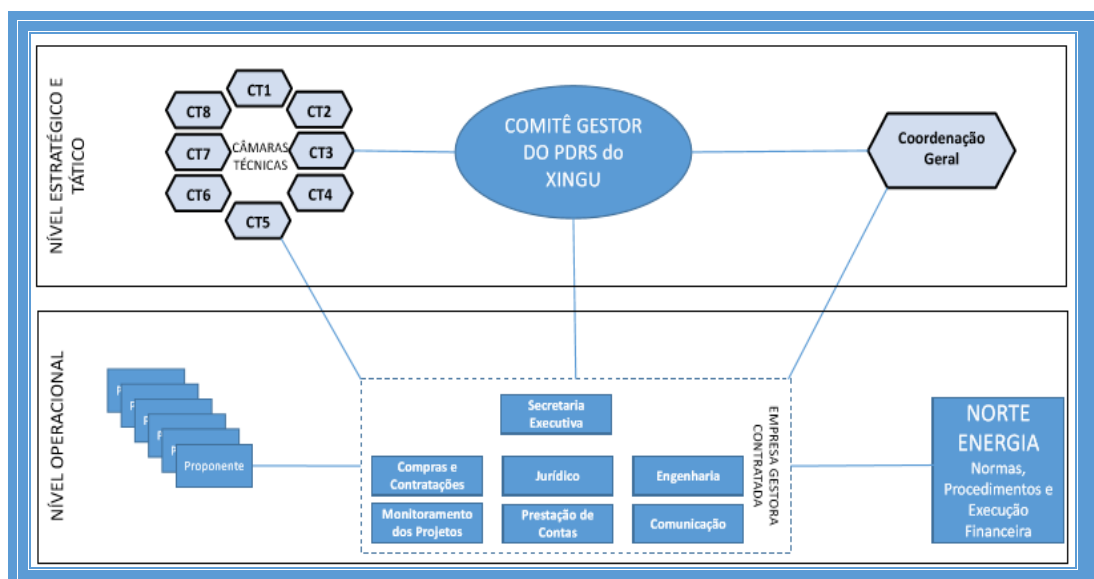 NÍVEL ESTRATÉGICO E
TÁTICO
CT1
CT8
CT2
CT7
CÂMARAS
TÉCNICAS
CT3
CT6
CT4
CT5
COMITÊ GESTOR
DO PDRS do
XINGU
Coordenação
Geral
NÍVEL OPERACIONAL
P
P
P
P
P
Proponente
Secretaria
Executiva
Compras e
Contratações
Jurídico
Engenharia
Monitoramento
dos Projetos
Prestação de
Contas
Comunicação
EMPRESA GESTORA
CONTRATADA
NORTE
ENERGIA
Normas,
Procedimentos e
Execução
Financeira